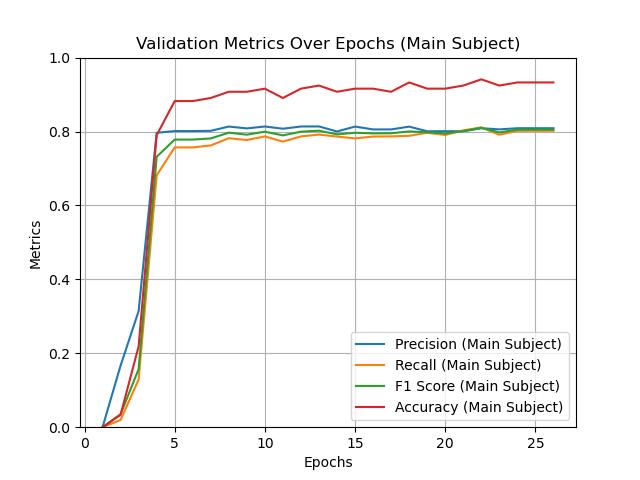 Validation Metrics Over Epochs (Main Subject)
1.0
0.8
0.6
0.4
0.2
0.0
Metrics
0
5
10
15
20
25
Epochs
Precision (Main Subject)
Recall (Main Subject)
F1 Score (Main Subject)
Accuracy (Main Subject)